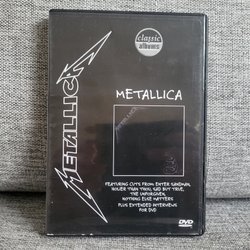 classic
albums
METALLICA
METALLICA
FEATURING CUTS FROM ENTER SANDMAN,
HOLIER THAN THOU, SAD BUT TRUE,
THE UNFORGIVEN,
NOTHING ELSE MATTERS
PLUS EXTENDED INTERVIEWS
FOR DVD
DVD